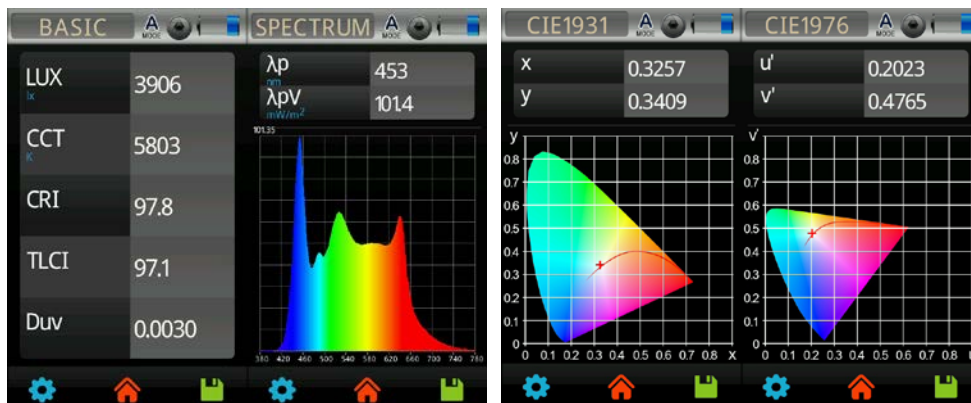 BASIC
A
MODE
LUX
lx
3906
CCT
K
5803
CRI
97.8
TLCI
97.1
Duv
0.0030
SPECTRUM
A
MODE
λp
nm
453
λpV
mW/m²
101.4
101.35
380 420 460 500 540 580 620 660 700 740 780
CIE1931
A
MODE
x
0.3257
y
0.3409
y
0.8
0.7
0.6
0.5
0.4
0.3
0.2
0.1
0
0 0.1 0.2 0.3 0.4 0.5 0.6 0.7 0.8 x
CIE1976
A
MODE
u'
0.2023
v'
0.4765
v'
0.8
0.7
0.6
0.5
0.4
0.3
0.2
0.1
0
0 0.1 0.2 0.3 0.4 0.5 0.6 0.7 0.8